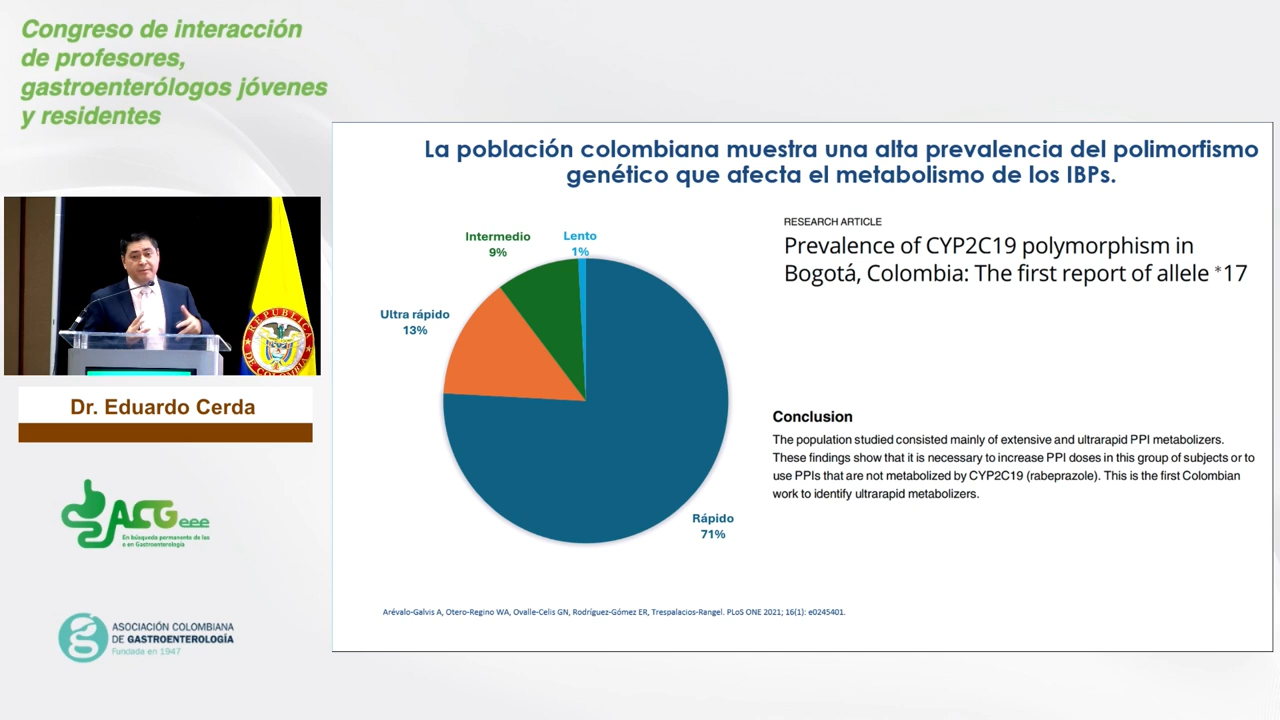 Congreso de interacción
de profesores,
gastroenterólogos jóvenes
y residentes
La población colombiana muestra una alta prevalencia del polimorfismo
genético que afecta el metabolismo de los IBPs.
Intermedio
9%
Lento
1%
Ultra rápido
13%
Rápido
71%
RESEARCH ARTICLE
Prevalence of CYP2C19 polymorphism in
Bogotá, Colombia: The first report of allele *17
Conclusion
The population studied consisted mainly of extensive and ultrarapid PPI metabolizers.
These findings show that it is necessary to increase PPI doses in this group of subjects or to
use PPIs that are not metabolized by CYP2C19 (rabeprazole). This is the first Colombian
work to identify ultrarapid metabolizers.
Arévalo-Galvis A, Otero-Regino WA, Ovalle-Celis GN, Rodríguez-Gómez ER, Trespalacios-Rangel. PLoS ONE 2021; 16(1): e0245401.
REPÚBLICA
DE COLOMBIA
Dr. Eduardo Cerda
ACGeee
En búsqueda permanente de las
e en Gastroenterología
ASOCIACIÓN COLOMBIANA
DE GASTROENTEROLOGÍA
Fundada en 1947